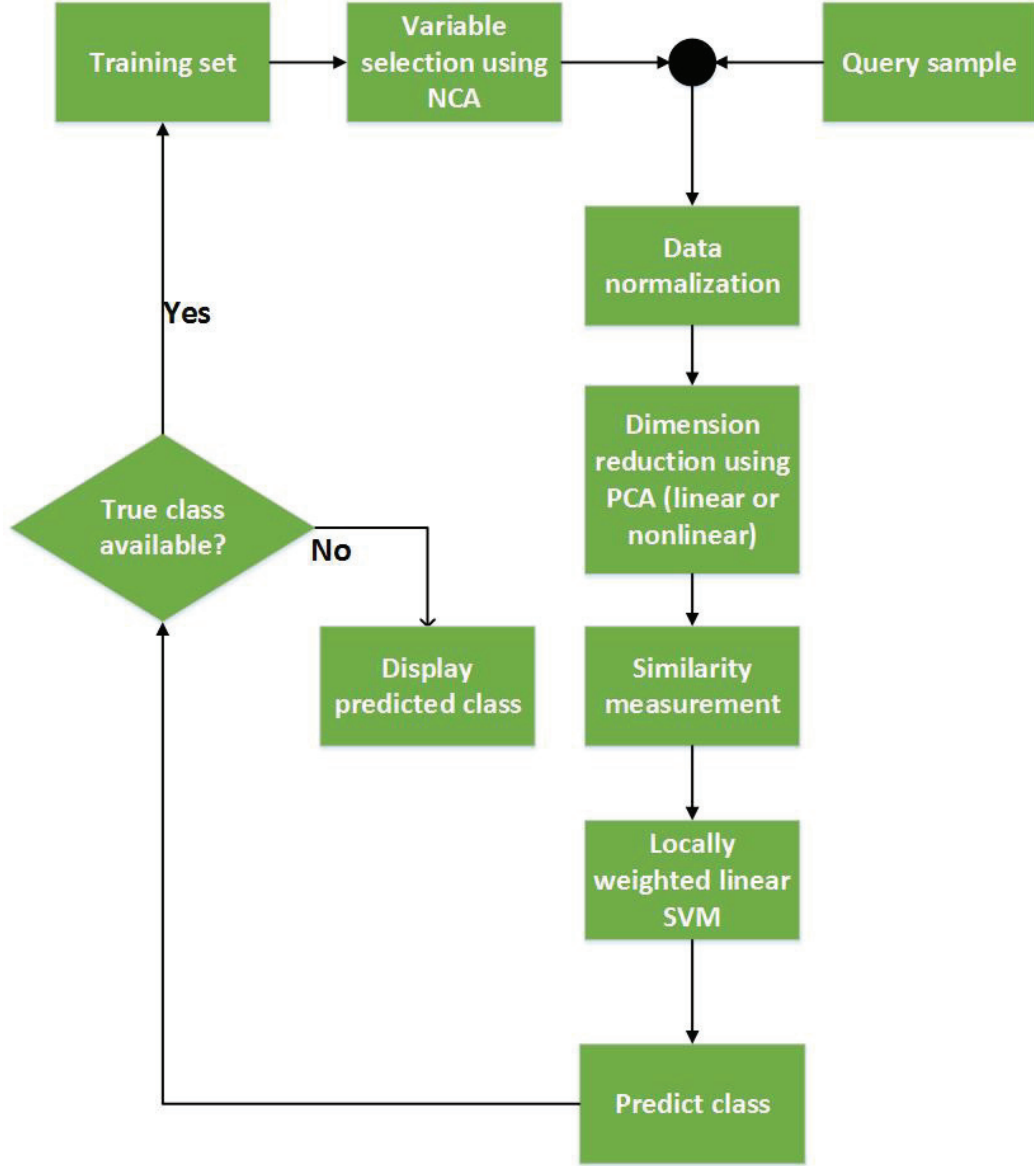 Training set
Variable
selection using
NCA
Query sample
Data
normalization
Yes
Dimension
reduction using
PCA (linear or
nonlinear)
True class
available?
No
Display
predicted class
Similarity
measurement
Locally
weighted linear
SVM
Predict class